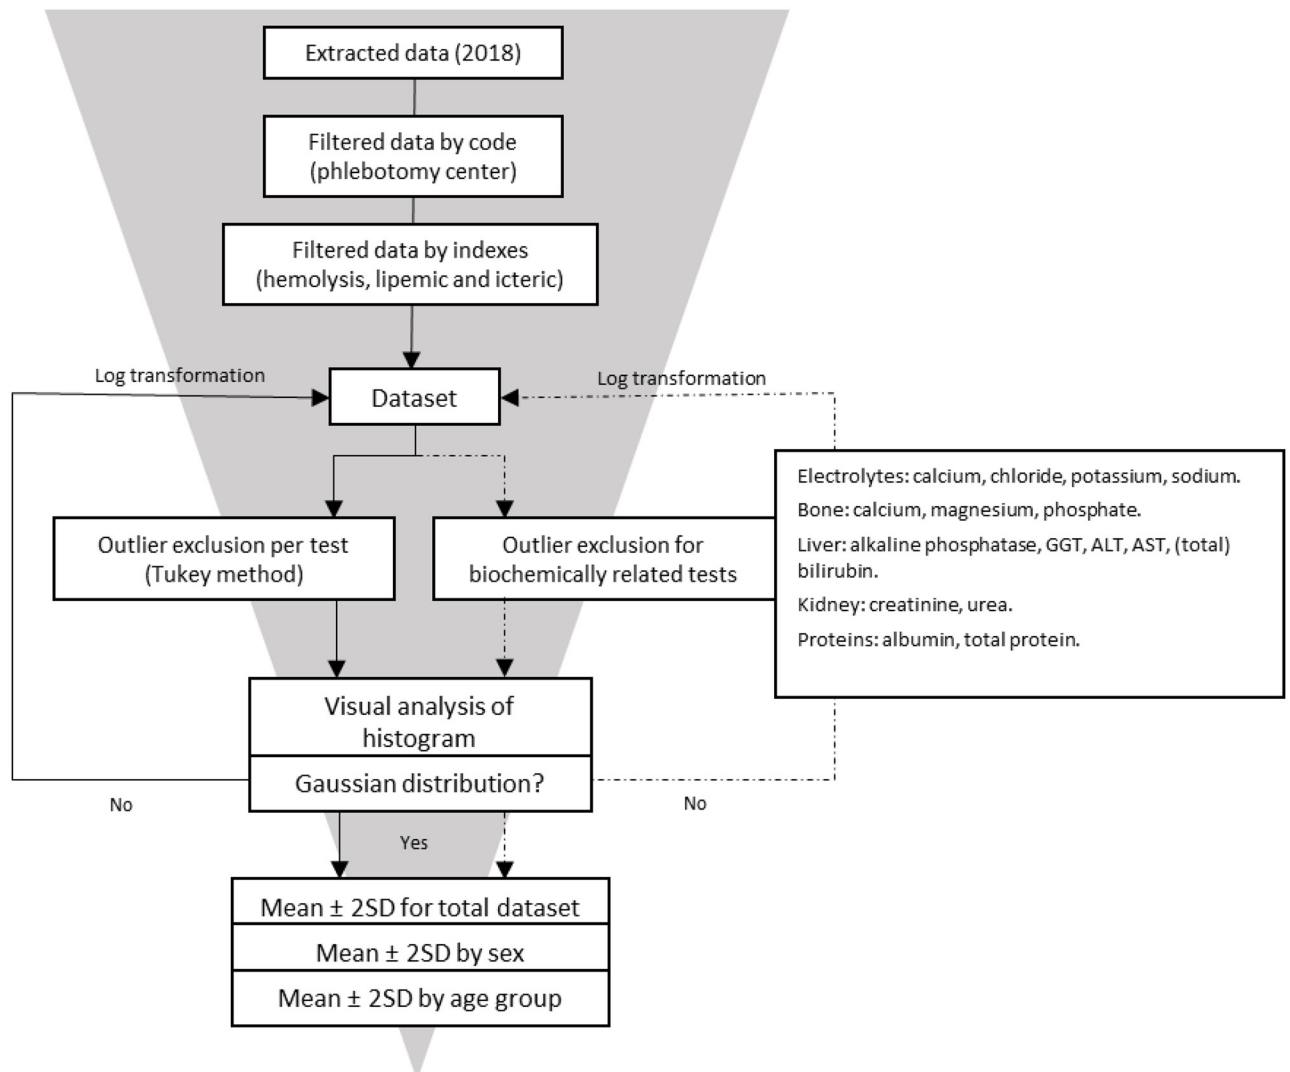 Extracted data (2018)
Filtered data by code
(phlebotomy center)
Filtered data by indexes
(hemolysis, lipemic and icteric)
Log transformation
Dataset
Log transformation
Outlier exclusion per test
(Tukey method)
Outlier exclusion for
biochemically related tests
Electrolytes: calcium, chloride, potassium, sodium.
Bone: calcium, magnesium, phosphate.
Liver: alkaline phosphatase, GGT, ALT, AST, (total)
bilirubin.
Kidney: creatinine, urea.
Proteins: albumin, total protein.
Visual analysis of
histogram
Gaussian distribution?
No
No
Yes
Mean ± 2SD for total dataset
Mean ± 2SD by sex
Mean ± 2SD by age group